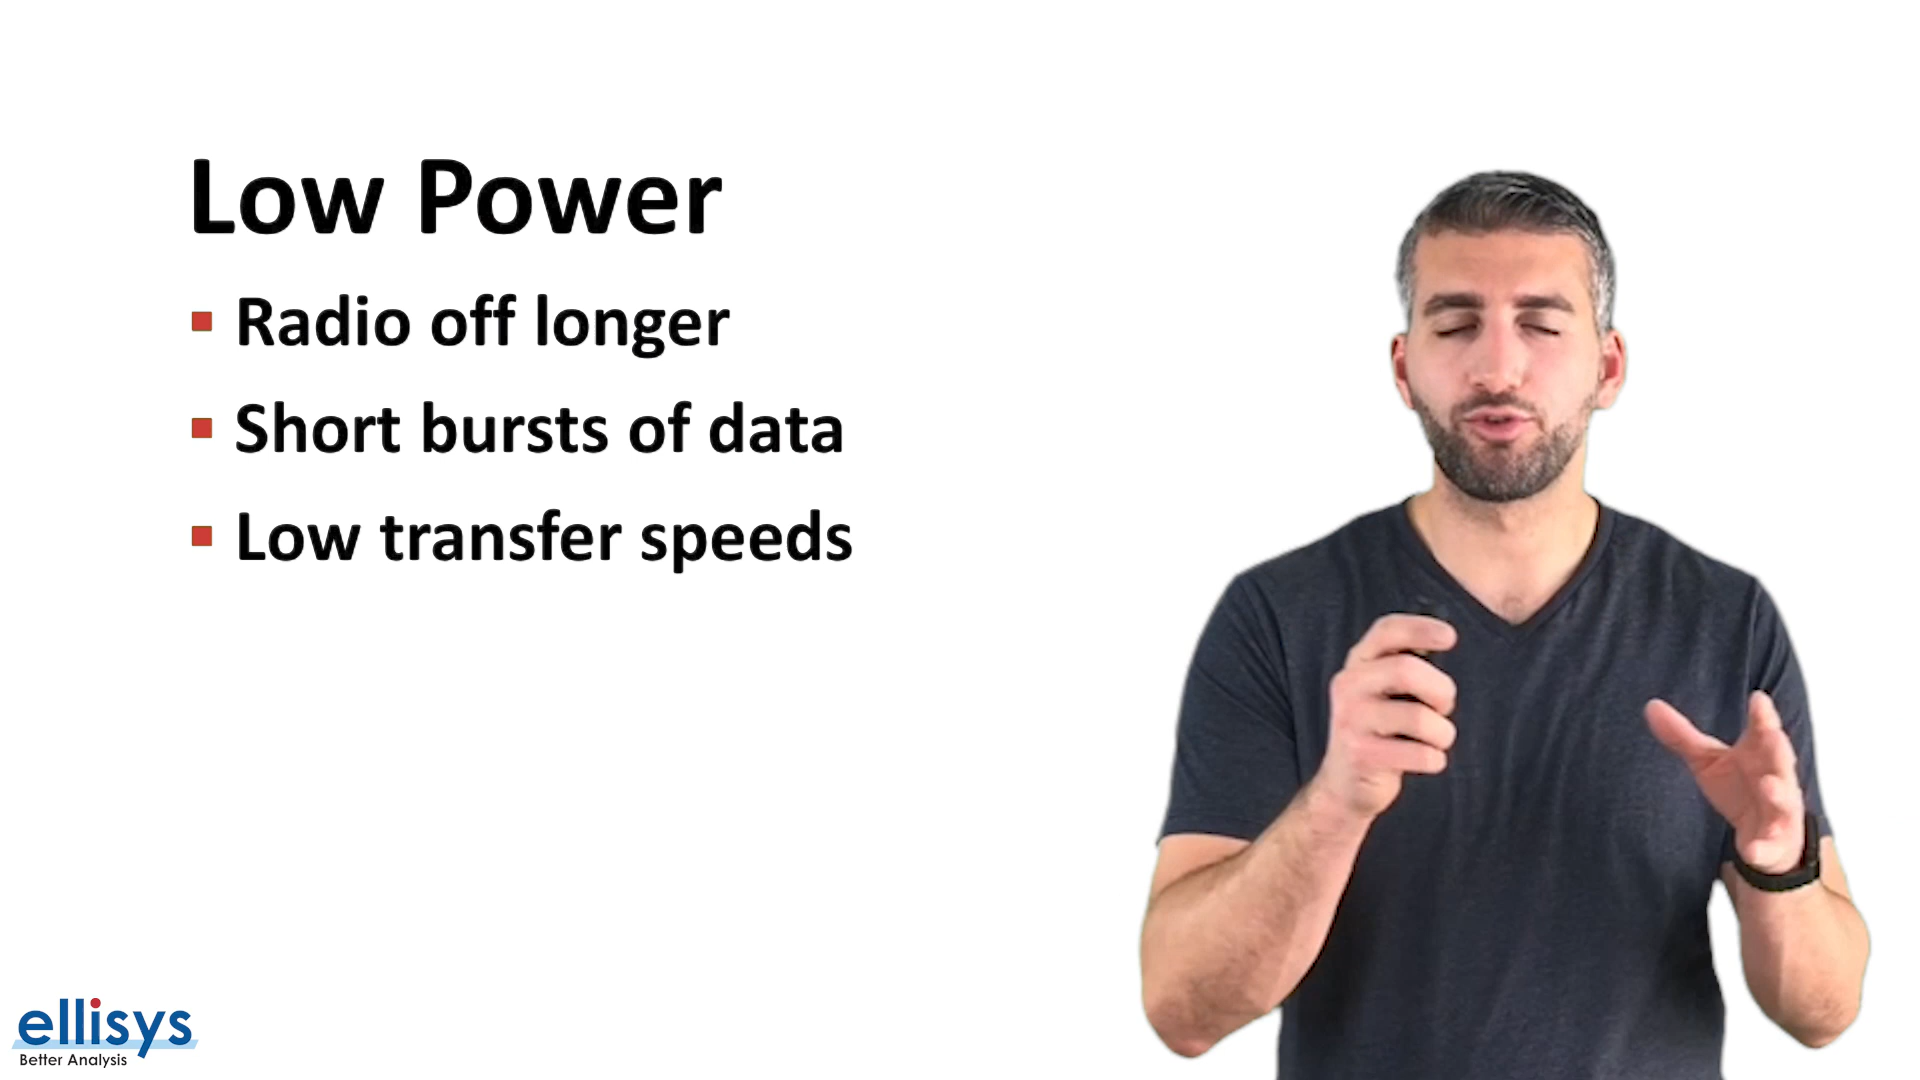 Low Power
Radio off longer
Short bursts of data
Low transfer speeds
ellisys
Better Analysis